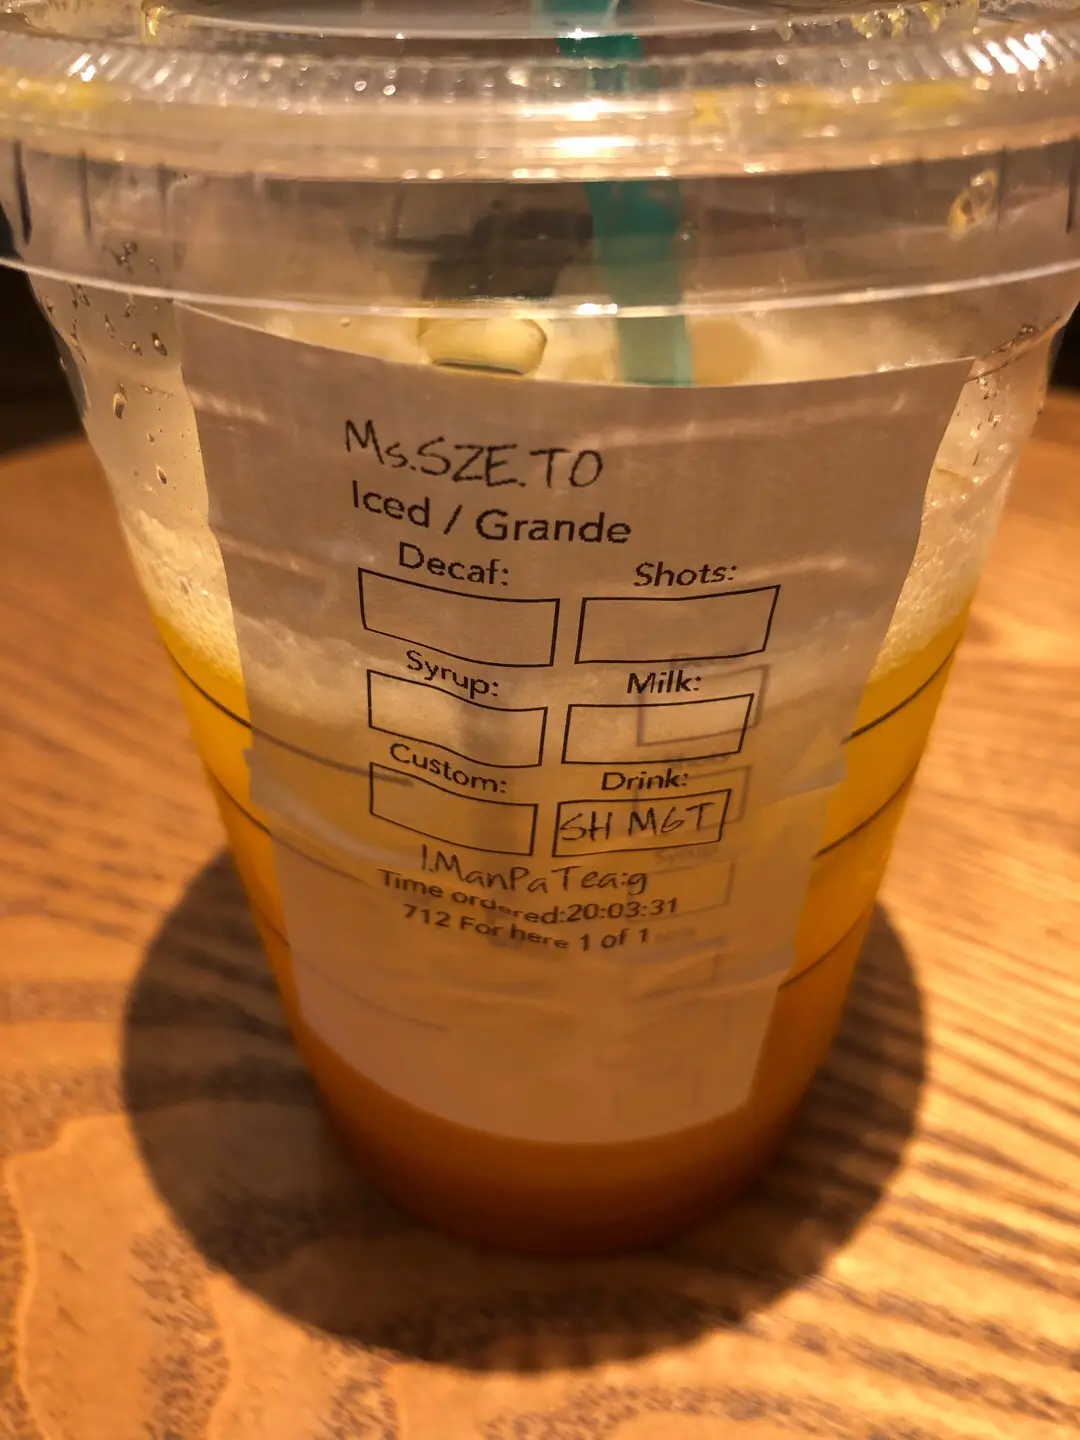 Ms.SZE.TO
Iced / Grande
Decaf: Shots:
Syrup: Milk:
Custom: Drink:
SH MGT
I.ManPaTea:g
Time ordered:20:03:31
712 For here 1 of 1